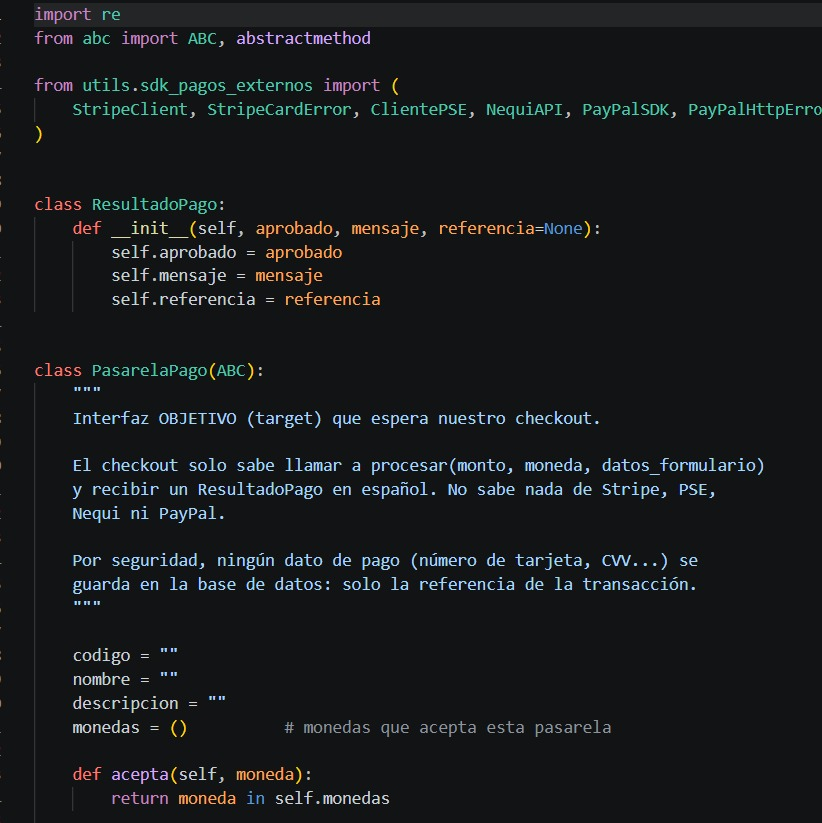 import re
from abc import ABC, abstractmethod
from utils.sdk_pagos_externos import (
StripeClient, StripeCardError, ClientePSE, NequiAPI, PayPalSDK, PayPalHttpErro
)
class ResultadoPago:
def __init__(self, aprobado, mensaje, referencia=None):
self.aprobado = aprobado
self.mensaje = mensaje
self.referencia = referencia
class PasarelaPago(ABC):
"""
Interfaz OBJETIVO (target) que espera nuestro checkout.
El checkout solo sabe llamar a procesar(monto, moneda, datos_formulario)
y recibir un ResultadoPago en español. No sabe nada de Stripe, PSE,
Nequi ni PayPal.
Por seguridad, ningún dato de pago (número de tarjeta, CVV...) se
guarda en la base de datos: solo la referencia de la transacción.
"""
codigo = ""
nombre = ""
descripcion = ""
monedas = () # monedas que acepta esta pasarela
def acepta(self, moneda):
return moneda in self.monedas